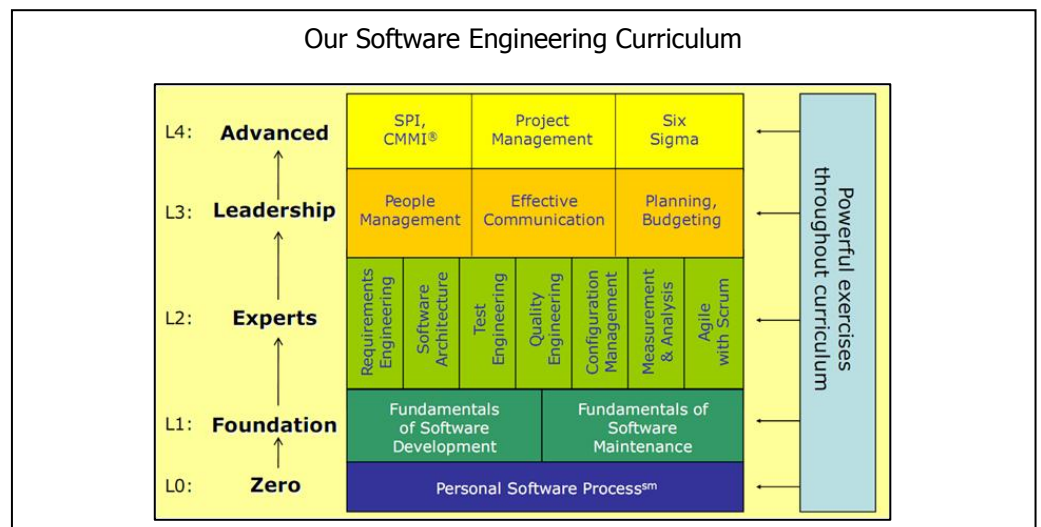 Our Software Engineering Curriculum
L4: Advanced
SPI,
CMMI®
Project
Management
Six
Sigma
L3: Leadership
People
Management
Effective
Communication
Planning,
Budgeting
L2: Experts
Requirements
Engineering
Software
Architecture
Test
Engineering
Quality
Engineering
Configuration
Management
Measurement
& Analysis
Agile
with Scrum
L1: Foundation
Fundamentals
of Software
Development
Fundamentals of
Software
Maintenance
L0: Zero
Personal Software Process℠
Powerful exercises
throughout curriculum